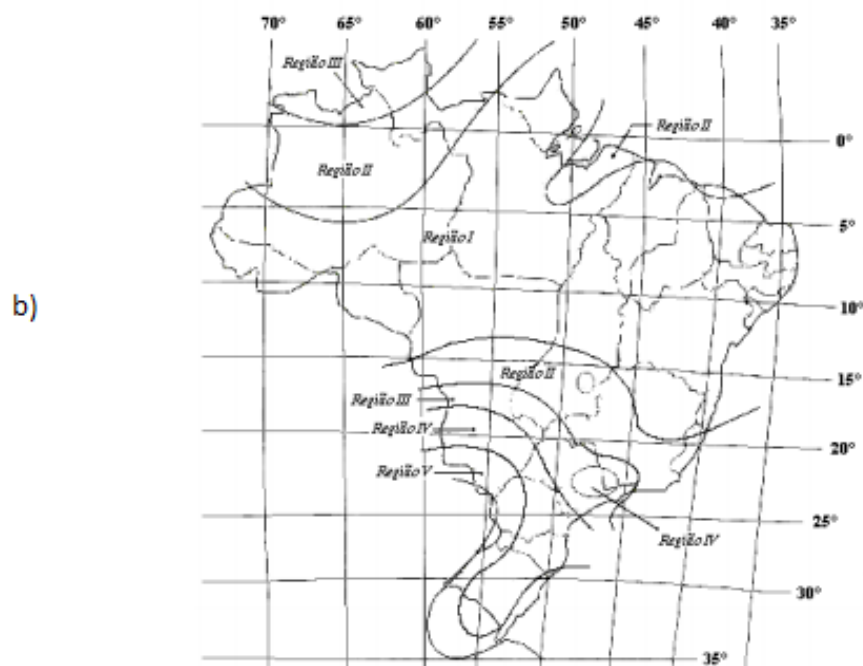 70° 65° 60° 55° 50° 45° 40° 35°
Região III
Região II
0°
Região II
5°
Região I
b)
10°
Região II
15°
Região III
Região IV
20°
Região V
25°
Região IV
30°
35°